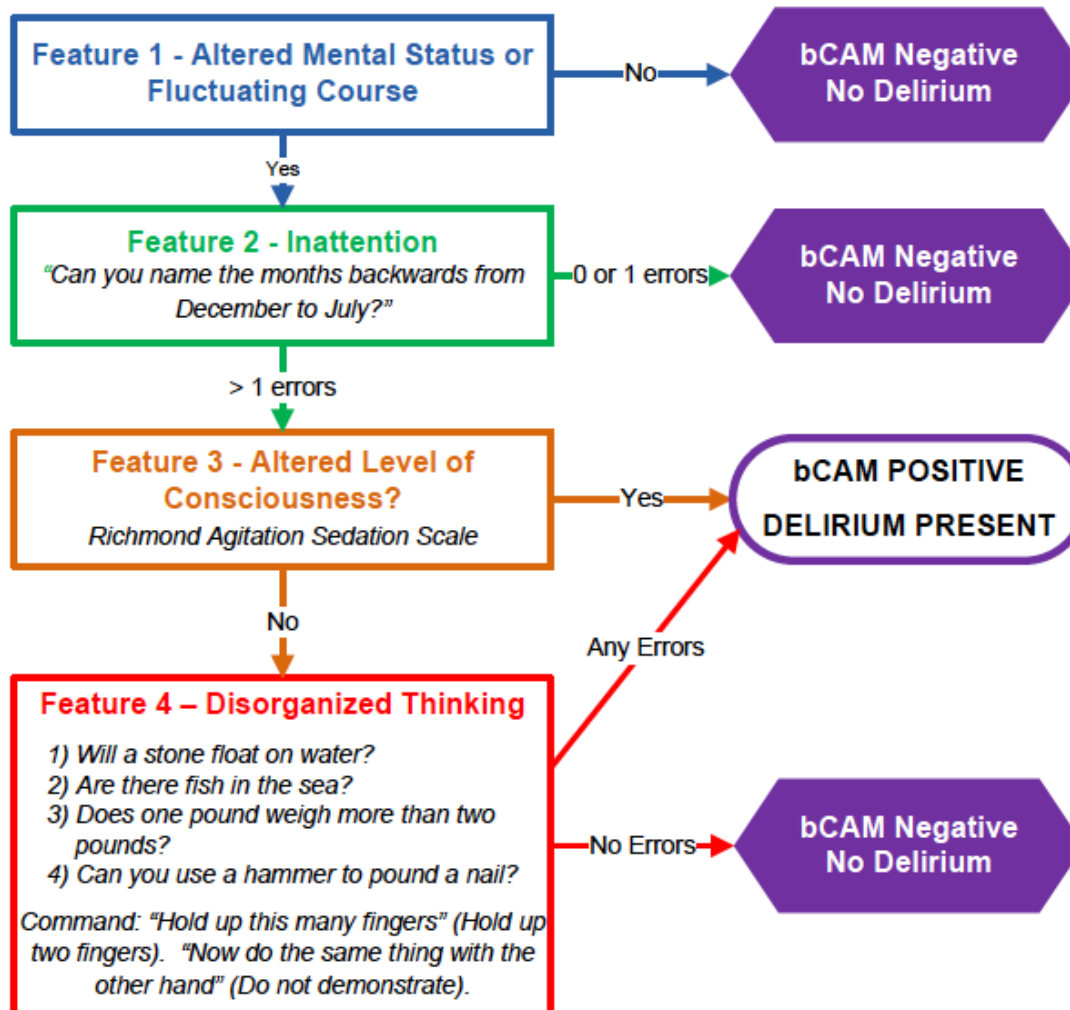 Feature 1 - Altered Mental Status or
Fluctuating Course
No
bCAM Negative
No Delirium
Yes
Feature 2 - Inattention
“Can you name the months backwards from
December to July?”
0 or 1 errors
bCAM Negative
No Delirium
> 1 errors
Feature 3 - Altered Level of
Consciousness?
Richmond Agitation Sedation Scale
Yes
bCAM POSITIVE
DELIRIUM PRESENT
No
Any Errors
Feature 4 – Disorganized Thinking
1) Will a stone float on water?
2) Are there fish in the sea?
3) Does one pound weigh more than two
pounds?
4) Can you use a hammer to pound a nail?
Command: “Hold up this many fingers” (Hold up
two fingers). “Now do the same thing with the
other hand” (Do not demonstrate).
No Errors
bCAM Negative
No Delirium